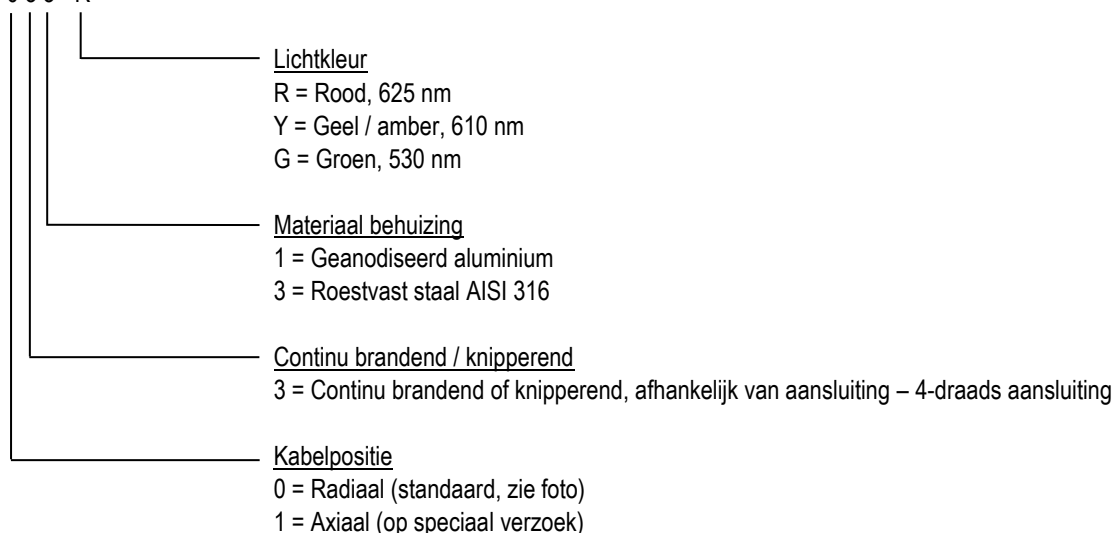 Lichtkleur
R = Rood, 625 nm
Y = Geel / amber, 610 nm
G = Groen, 530 nm
Materiaal behuizing
1 = Geanodiseerd aluminium
3 = Roestvast staal AISI 316
Continu brandend / knipperend
3 = Continu brandend of knipperend, afhankelijk van aansluiting – 4-draads aansluiting
Kabelpositie
0 = Radiaal (standaard, zie foto)
1 = Axiaal (op speciaal verzoek)